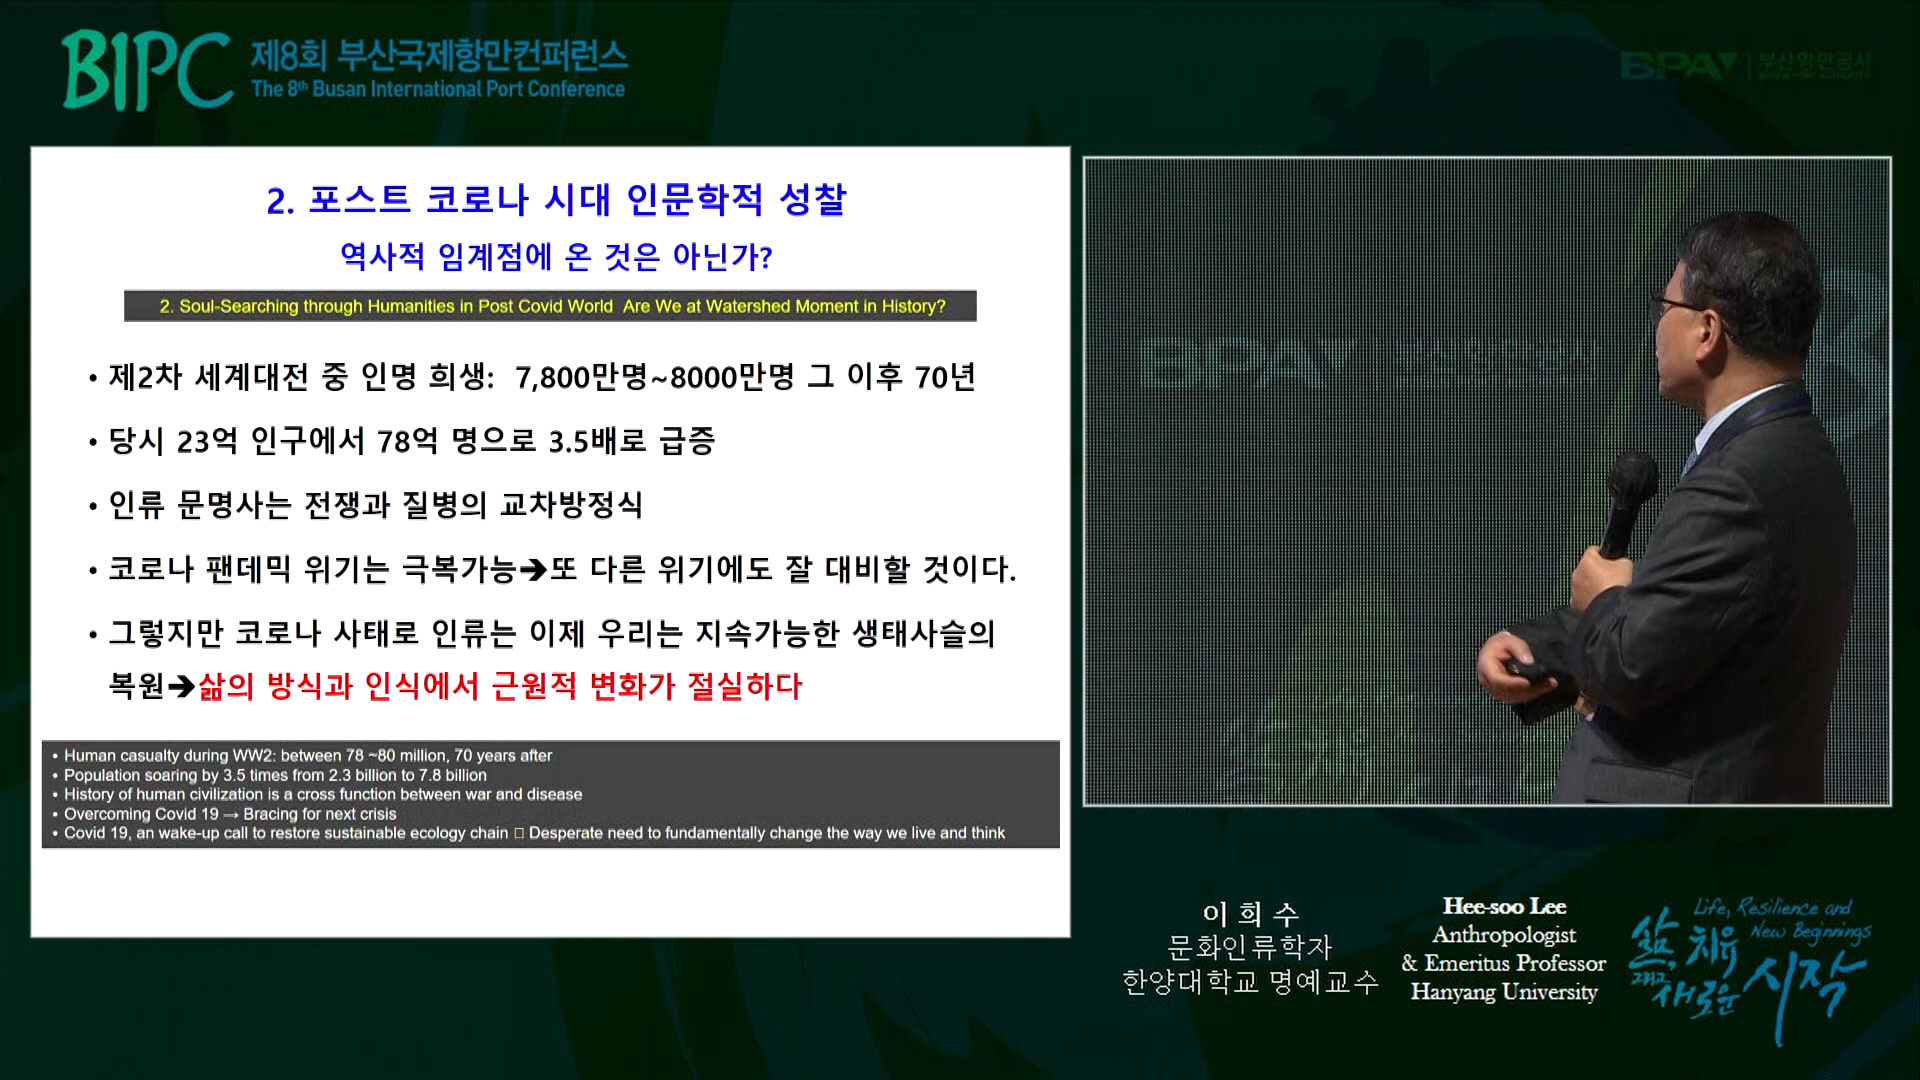 BIPC 제8회 부산국제항만컨퍼런스
The 8th Busan International Port Conference
BPA 부산항만공사
2. 포스트 코로나 시대 인문학적 성찰
역사적 임계점에 온 것은 아닌가?
2. Soul-Searching through Humanities in Post Covid World Are We at Watershed Moment in History?
• 제2차 세계대전 중 인명 희생: 7,800만명~8000만명 그 이후 70년
• 당시 23억 인구에서 78억 명으로 3.5배로 급증
• 인류 문명사는 전쟁과 질병의 교차방정식
• 코로나 팬데믹 위기는 극복가능➔또 다른 위기에도 잘 대비할 것이다.
• 그렇지만 코로나 사태로 인류는 이제 우리는 지속가능한 생태사슬의
복원➔삶의 방식과 인식에서 근원적 변화가 절실하다
• Human casualty during WW2: between 78 ~80 million, 70 years after
• Population soaring by 3.5 times from 2.3 billion to 7.8 billion
• History of human civilization is a cross function between war and disease
• Overcoming Covid 19 → Bracing for next crisis
• Covid 19, an wake-up call to restore sustainable ecology chain □ Desperate need to fundamentally change the way we live and think
BPA
이 희 수
문화인류학자
한양대학교 명예교수
Hee-soo Lee
Anthropologist
& Emeritus Professor
Hanyang University
Life, Resilience and
New Beginnings
삶, 치유
그리고
새로운 시작